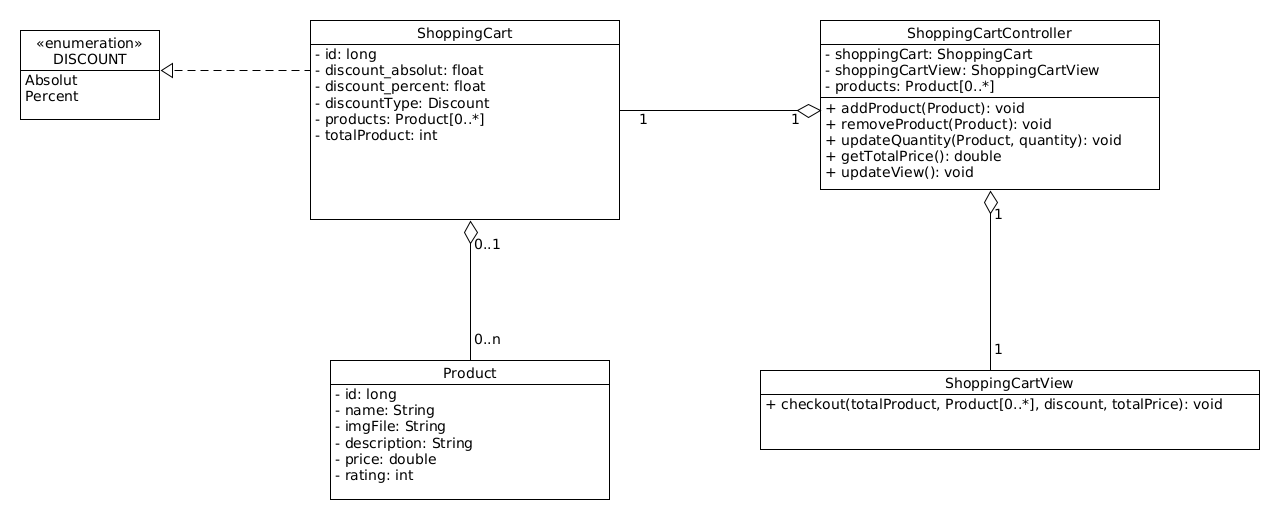 «enumeration»
DISCOUNT
Absolut
Percent
ShoppingCart
- id: long
- discount_absolut: float
- discount_percent: float
- discountType: Discount
- products: Product[0..*]
- totalProduct: int
1
1
ShoppingCartController
- shoppingCart: ShoppingCart
- shoppingCartView: ShoppingCartView
- products: Product[0..*]
+ addProduct(Product): void
+ removeProduct(Product): void
+ updateQuantity(Product, quantity): void
+ getTotalPrice(): double
+ updateView(): void
0..1
0..n
1
1
Product
- id: long
- name: String
- imgFile: String
- description: String
- price: double
- rating: int
ShoppingCartView
+ checkout(totalProduct, Product[0..*], discount, totalPrice): void